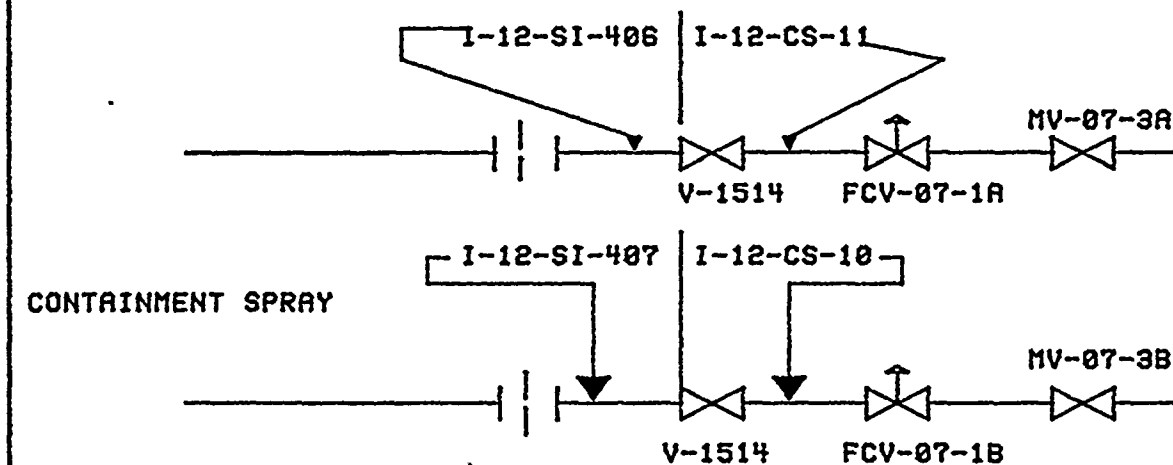 I-12-SI-406 I-12-CS-11
MV-07-3A
V-1514 FCV-07-1A
I-12-SI-407 I-12-CS-10
CONTAINMENT SPRAY
MV-07-3B
V-1514 FCV-07-1B